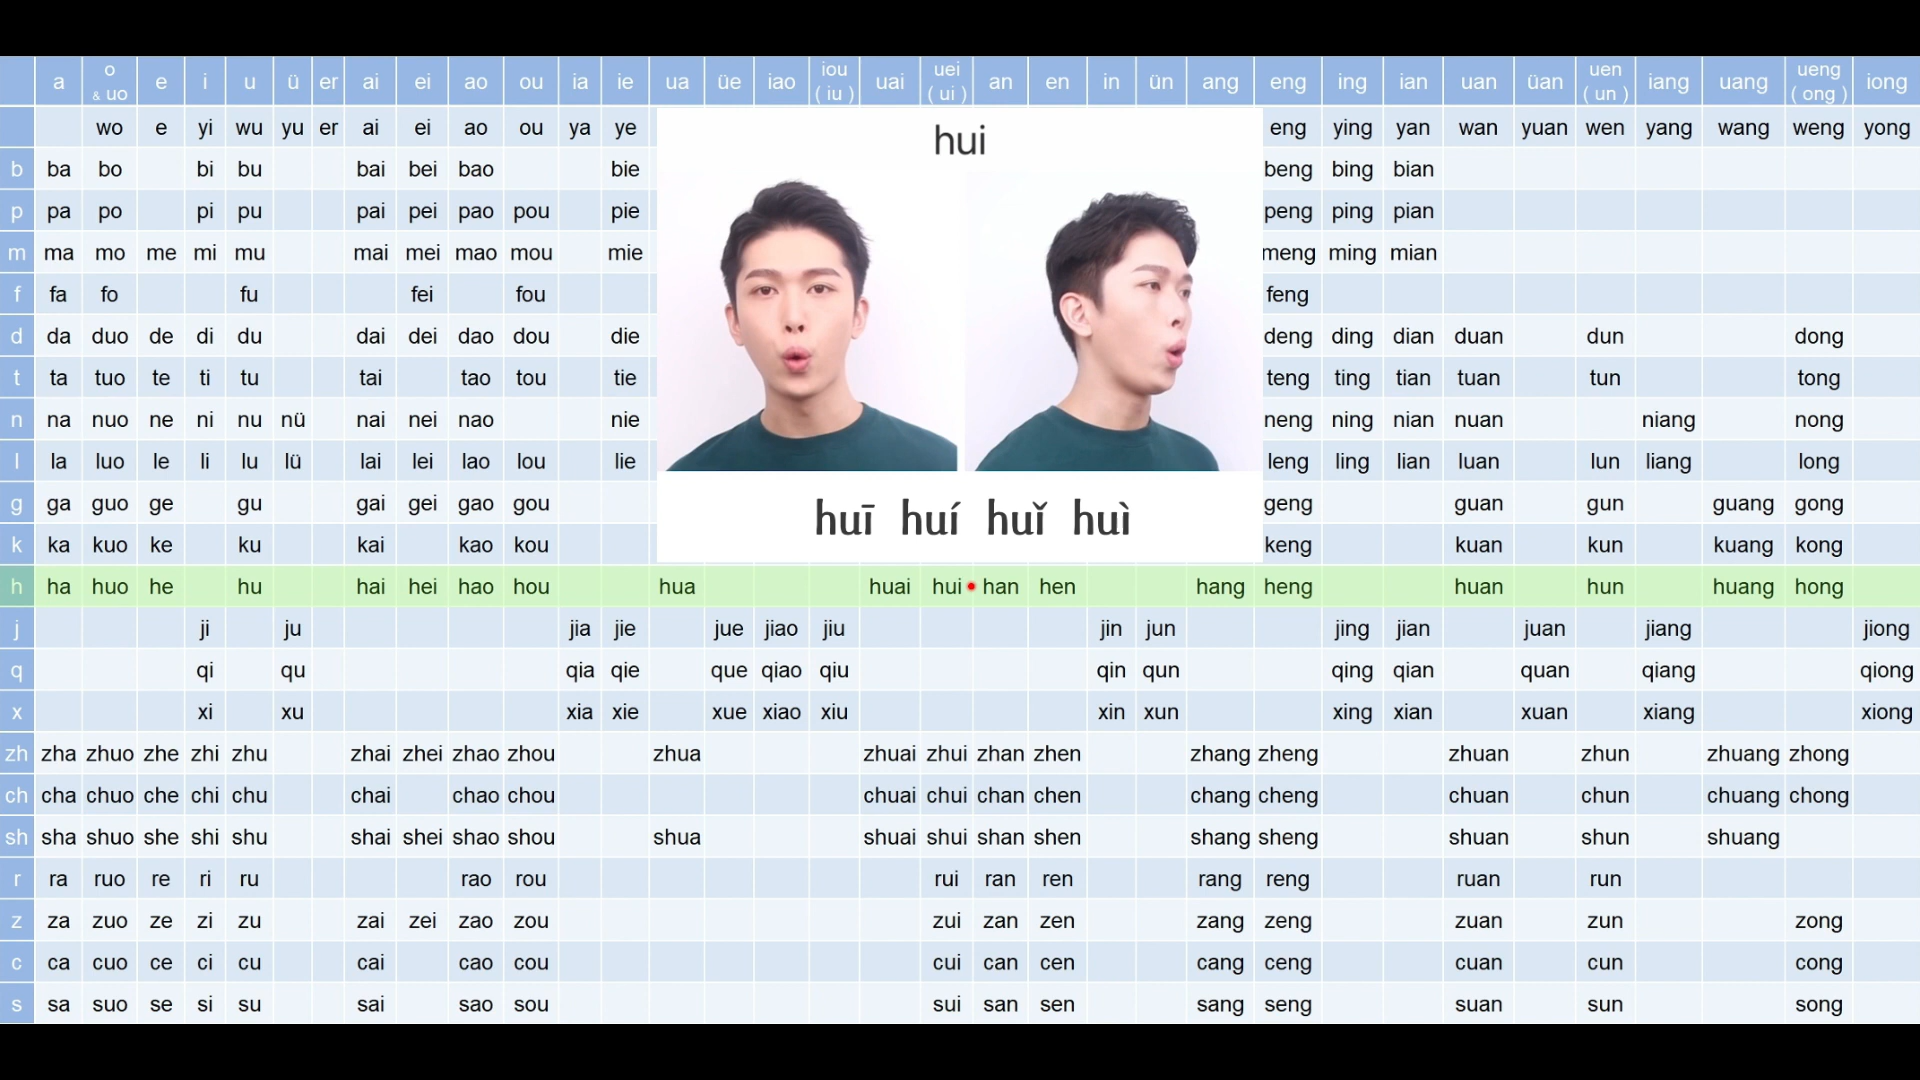 a o & uo e i u ü er ai ei ao ou ia ie ua üe iao iou ( iu ) uai uei ( ui ) an en in ün ang eng ing ian uan üan uen ( un ) iang uang ueng ( ong ) iong
wo e yi wu yu er ai ei ao ou ya ye eng ying yan wan yuan wen yang wang weng yong
hui
b ba bo bi bu bai bei bao bie beng bing bian
p pa po pi pu pai pei pao pou pie peng ping pian
m ma mo me mi mu mai mei mao mou mie meng ming mian
f fa fo fu fei fou feng
d da duo de di du dai dei dao dou die deng ding dian duan dun dong
t ta tuo te ti tu tai tao tou tie teng ting tian tuan tun tong
n na nuo ne ni nu nü nai nei nao nie neng ning nian nuan niang nong
l la luo le li lu lü lai lei lao lou lie leng ling lian luan lun liang long
g ga guo ge gu gai gei gao gou geng guan gun guang gong
huī huí huǐ huì
k ka kuo ke ku kai kao kou keng kuan kun kuang kong
h ha huo he hu hai hei hao hou hua huai hui han hen hang heng huan hun huang hong
j ji ju jia jie jue jiao jiu jin jun jing jian juan jiang jiong
q qi qu qia qie que qiao qiu qin qun qing qian quan qiang qiong
x xi xu xia xie xue xiao xiu xin xun xing xian xuan xiang xiong
zh zha zhuo zhe zhi zhu zhai zhei zhao zhou zhua zhuai zhui zhan zhen zhang zheng zhuan zhun zhuang zhong
ch cha chuo che chi chu chai chao chou chuai chui chan chen chang cheng chuan chun chuang chong
sh sha shuo she shi shu shai shei shao shou shua shuai shui shan shen shang sheng shuan shun shuang
r ra ruo re ri ru rao rou rui ran ren rang reng ruan run
z za zuo ze zi zu zai zei zao zou zui zan zen zang zeng zuan zun zong
c ca cuo ce ci cu cai cao cou cui can cen cang ceng cuan cun cong
s sa suo se si su sai sao sou sui san sen sang seng suan sun song